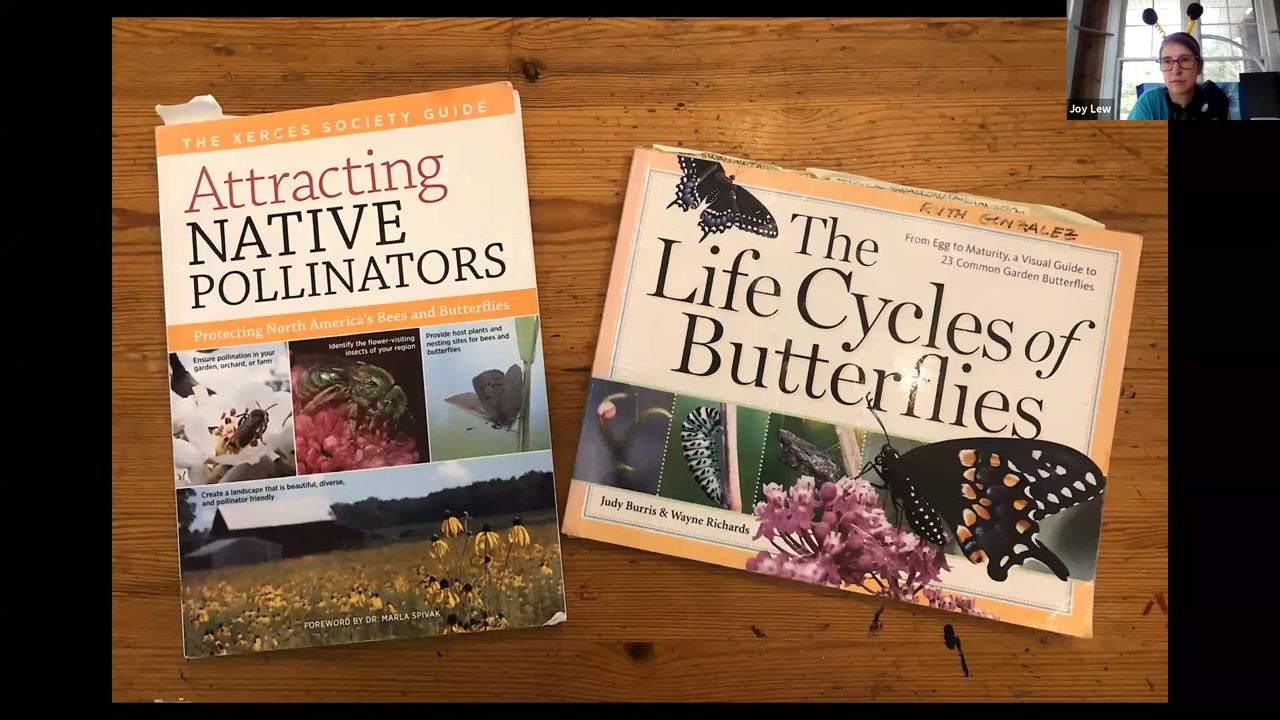 Joy Lew
THE XERCES SOCIETY GUIDE
Attracting
NATIVE
POLLINATORS
Protecting North America's Bees and Butterflies
Ensure pollination in your
garden, orchard, or farm
Identify the flower-visiting
insects of your region
Provide host plants and
nesting sites for bees and
butterflies
Create a landscape that is beautiful, diverse,
and pollinator friendly
FOREWORD BY DR. MARLA SPIVAK
The
Life Cycles of
Butterflies
From Egg to Maturity, a Visual Guide to
23 Common Garden Butterflies
Judy Burris & Wayne Richards